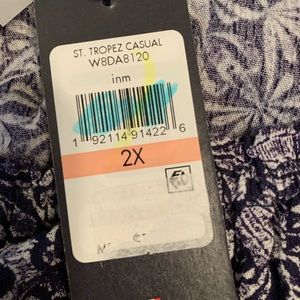 ST. TROPEZ CASUAL
W8DA8120
inm
1 92114 91422 6
2X